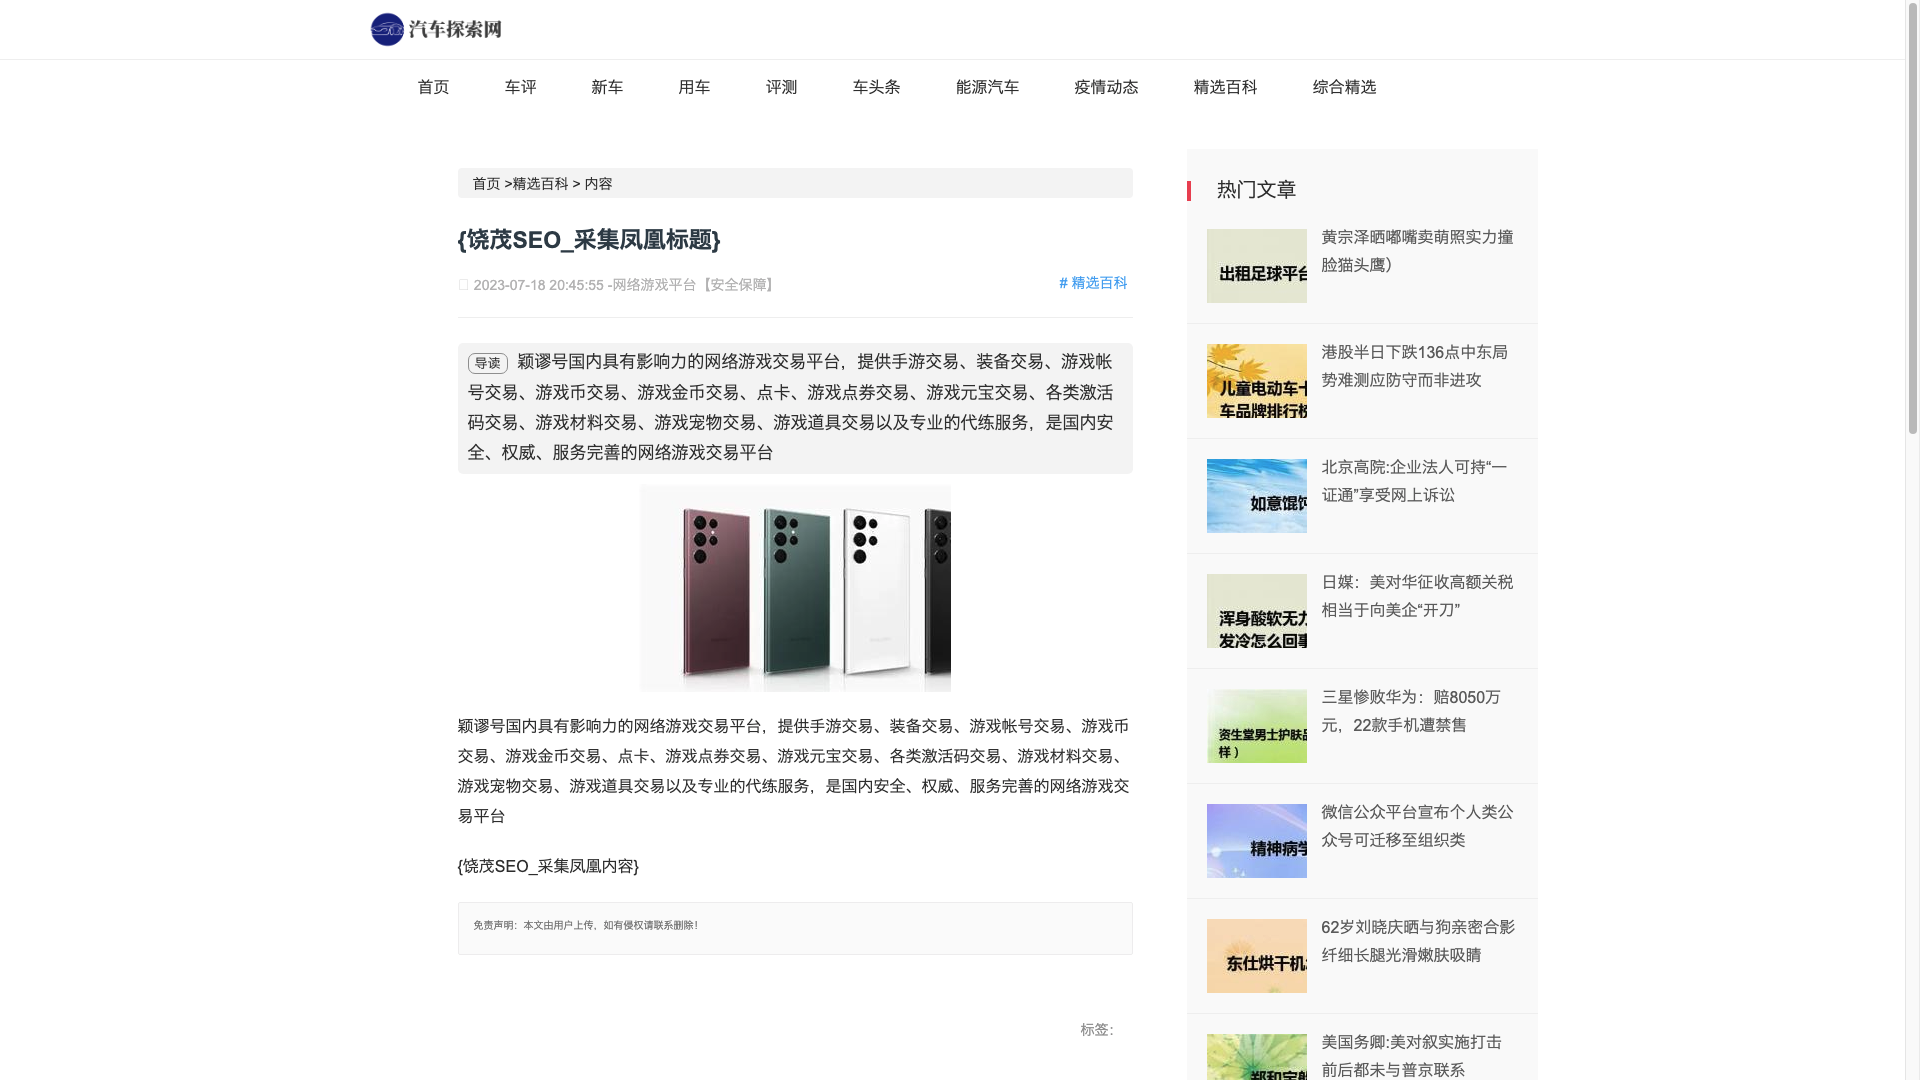 汽车探索网
首页 车评 新车 用车 评测 车头条 能源汽车 疫情动态 精选百科 综合精选
首页 >精选百科 > 内容
{饶茂SEO_采集凤凰标题}
2023-07-18 20:45:55 -网络游戏平台【安全保障】
# 精选百科
导读 颖谬号国内具有影响力的网络游戏交易平台，提供手游交易、装备交易、游戏帐
号交易、游戏币交易、游戏金币交易、点卡、游戏点券交易、游戏元宝交易、各类激活
码交易、游戏材料交易、游戏宠物交易、游戏道具交易以及专业的代练服务，是国内安
全、权威、服务完善的网络游戏交易平台
颖谬号国内具有影响力的网络游戏交易平台，提供手游交易、装备交易、游戏帐号交易、游戏币
交易、游戏金币交易、点卡、游戏点券交易、游戏元宝交易、各类激活码交易、游戏材料交易、
游戏宠物交易、游戏道具交易以及专业的代练服务，是国内安全、权威、服务完善的网络游戏交
易平台
{饶茂SEO_采集凤凰内容}
免责声明：本文由用户上传，如有侵权请联系删除！
标签：
热门文章
出租足球平台
黄宗泽晒嘟嘴卖萌照实力撞
脸猫头鹰）
儿童电动车卡
车品牌排行榜
港股半日下跌136点中东局
势难测应防守而非进攻
如意馄饨
北京高院:企业法人可持“一
证通”享受网上诉讼
浑身酸软无力
发冷怎么回事
日媒：美对华征收高额关税
相当于向美企“开刀”
资生堂男士护肤品
样）
三星惨败华为：赔8050万
元，22款手机遭禁售
精神病学
微信公众平台宣布个人类公
众号可迁移至组织类
东仕烘干机
62岁刘晓庆晒与狗亲密合影
纤细长腿光滑嫩肤吸睛
郑和宝船
美国务卿:美对叙实施打击
前后都未与普京联系